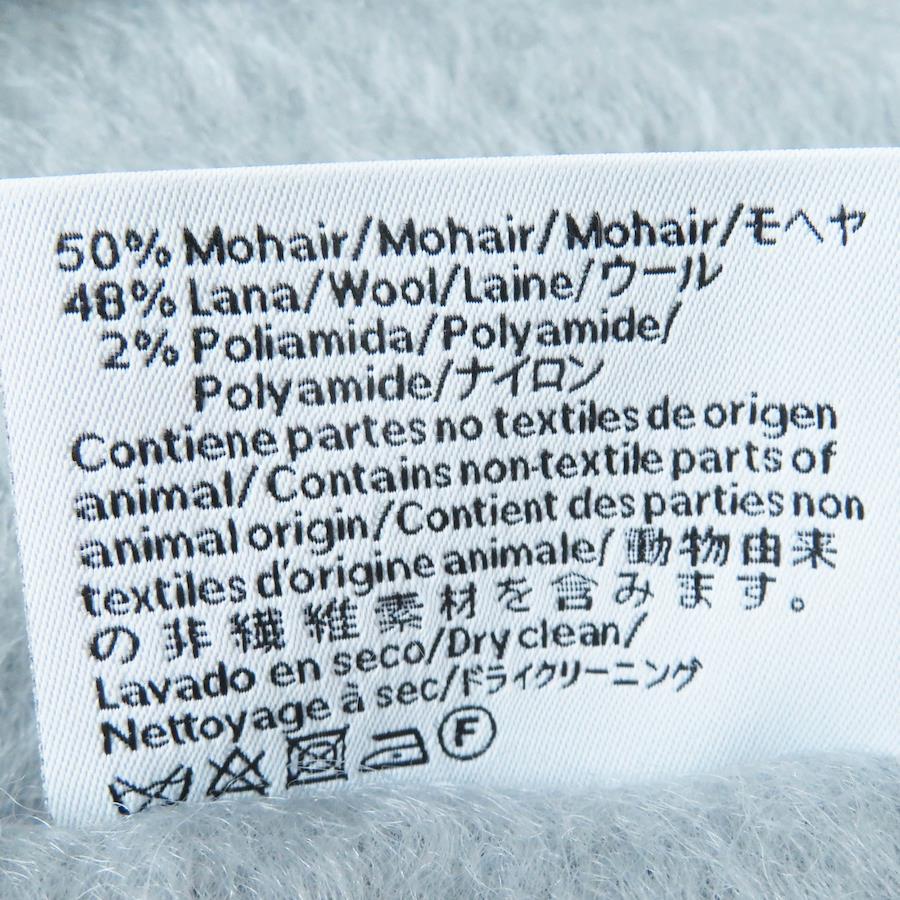 50% Mohair/Mohair/Mohair/モヘヤ
48% Lana/Wool/Laine/ウール
2% Poliamida/Polyamide/
Polyamide/ナイロン
Contiene partes no textiles de origen
animal/Contains non-textile parts of
animal origin/Contient des parties non
textiles d'origine animale/動物由来
の非繊維素材を含みます。
Lavado en seco/Dry clean/
Nettoyage à sec/ドライクリーニング
F